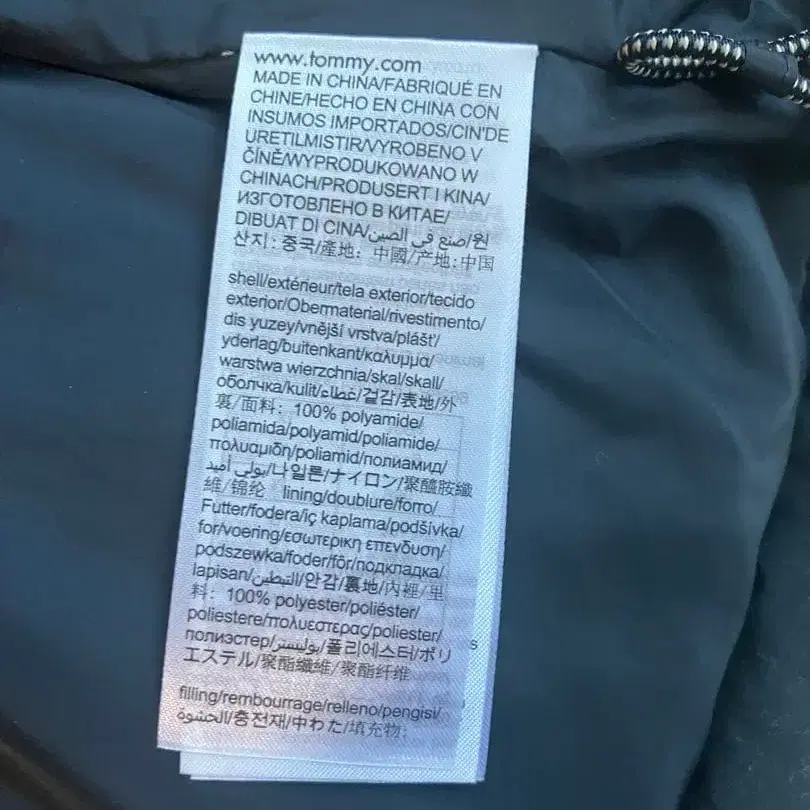 www.tommy.com
MADE IN CHINA/FABRIQUÉ EN
CHINE/HECHO EN CHINA CON
INSUMOS IMPORTADOS/CIN'DE
URETILMISTIR/VYROBENO V
ČÍNĚ/WYPRODUKOWANO W
CHINACH/PRODUSERT I KINA/
ИЗГОТОВЛЕНО В КИТАЕ/
DIBUAT DI CINA/صنع في الصين/원
산지: 중국/產地: 中國/产地:中国
shell/extérieur/tela exterior/tecido
exterior/Obermaterial/rivestimento/
dis yuzey/vnější vrstva/plášť/
yderlag/buitenkant/καλυμμα/
warstwa wierzchnia/skal/skall/
оболчка/kulit/غطاء/겉감/表地/外
裏/面料: 100% polyamide/
poliamida/polyamid/poliamide/
πολυαμιδη/poliamid/полиамид/
بولي أميد/나일론/ナイロン/聚醯胺纖
維/锦纶 lining/doublure/forro/
Futter/fodera/iç kaplama/podšívka/
for/voering/εσωτερικη επενδυση/
podszewka/foder/fôr/подкладка/
lapisan/التبطين/안감/裏地/內裡/里
料: 100% polyester/poliéster/
poliestere/πολυεστερας/poliester/
полиэстер/بوليستر/폴리에스터/ポリ
エステル/聚酯纖維/聚酯纤维
filling/rembourrage/relleno/pengisi/
الحشوة/충전재/中わた/填充物: